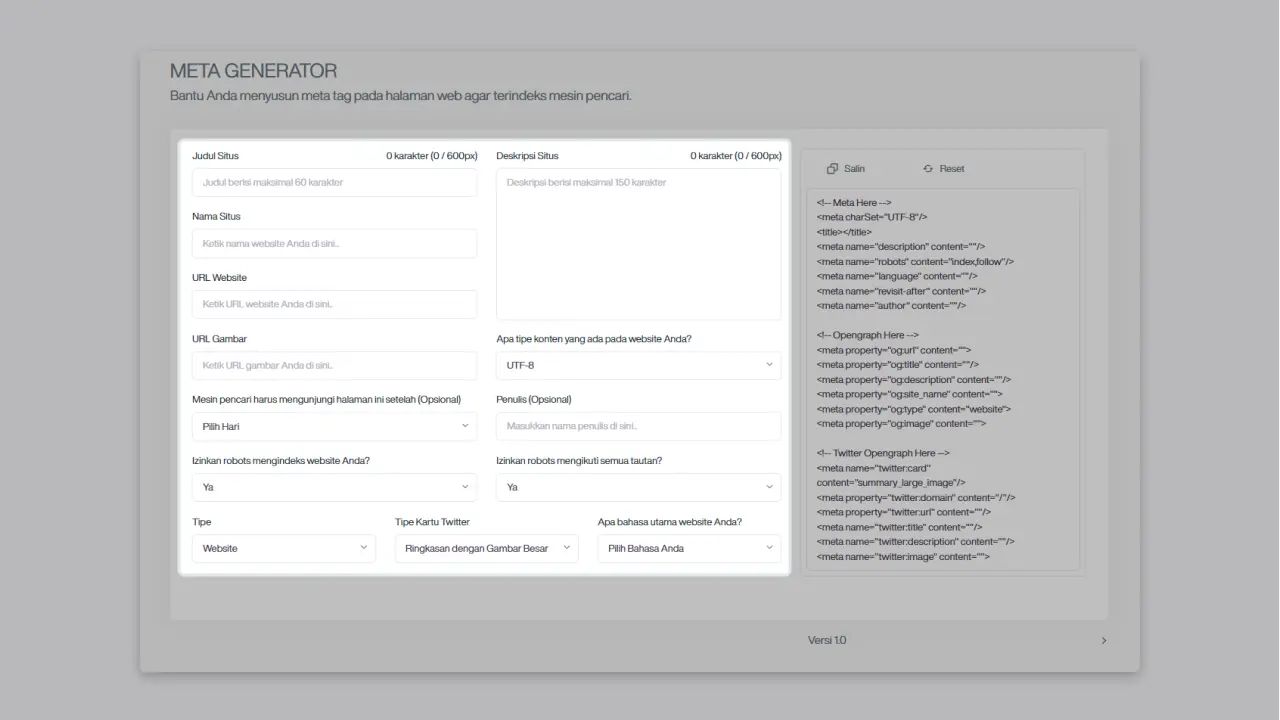 META GENERATOR
Bantu Anda menyusun meta tag pada halaman web agar terindeks mesin pencari.
Judul Situs
0 karakter (0 / 600px)
Judul berisi maksimal 60 karakter
Nama Situs
Ketik nama website Anda di sini..
URL Website
Ketik URL website Anda di sini..
URL Gambar
Ketik URL gambar Anda di sini..
Mesin pencari harus mengunjungi halaman ini setelah (Opsional)
Pilih Hari
Izinkan robots mengindeks website Anda?
Ya
Deskripsi Situs
0 karakter (0 / 600px)
Deskripsi berisi maksimal 150 karakter
Apa tipe konten yang ada pada website Anda?
UTF-8
Penulis (Opsional)
Masukkan nama penulis di sini..
Izinkan robots mengikuti semua tautan?
Ya
Tipe
Website
Tipe Kartu Twitter
Ringkasan dengan Gambar Besar
Apa bahasa utama website Anda?
Pilih Bahasa Anda
Salin
Reset
<!-- Meta Here -->
<meta charSet="UTF-8"/>
<title></title>
<meta name="description" content=""/>
<meta name="robots" content="index,follow"/>
<meta name="language" content=""/>
<meta name="revisit-after" content=""/>
<meta name="author" content=""/>
<!-- Opengraph Here -->
<meta property="og:url" content="">
<meta property="og:title" content=""/>
<meta property="og:description" content=""/>
<meta property="og:site_name" content="">
<meta property="og:type" content="website">
<meta property="og:image" content="">
<!-- Twitter Opengraph Here -->
<meta name="twitter:card"
content="summary_large_image"/>
<meta property="twitter:domain" content="/"/>
<meta property="twitter:url" content=""/>
<meta name="twitter:title" content=""/>
<meta name="twitter:description" content=""/>
<meta name="twitter:image" content="">
Versi 1.0